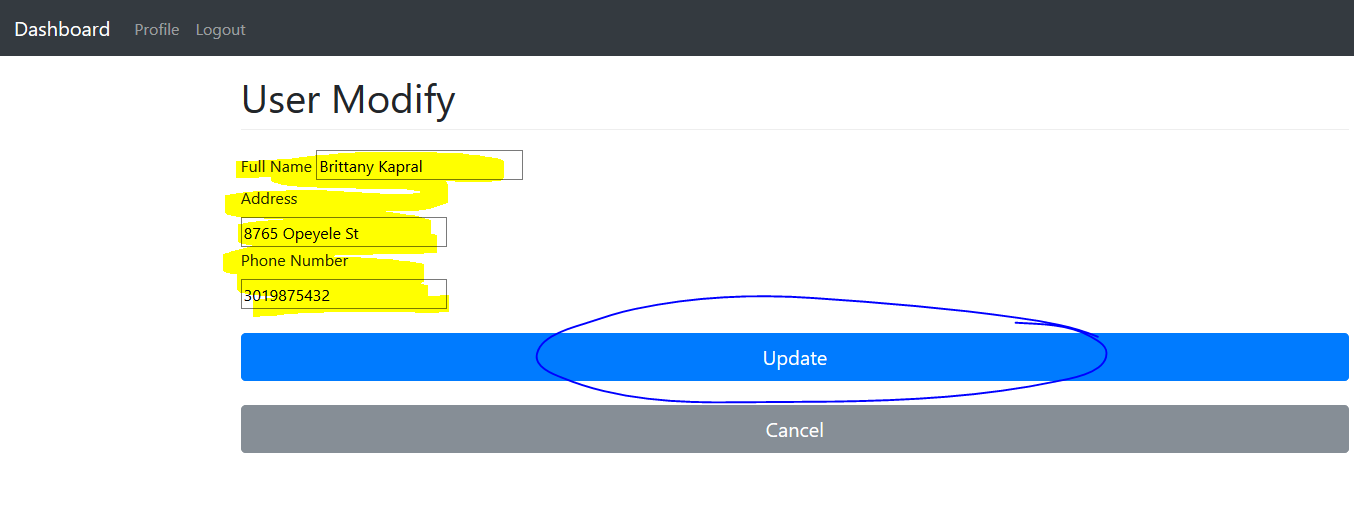 Dashboard Profile Logout
User Modify
Full Name Brittany Kapral
Address
8765 Opeyele St
Phone Number
3019875432
Update
Cancel